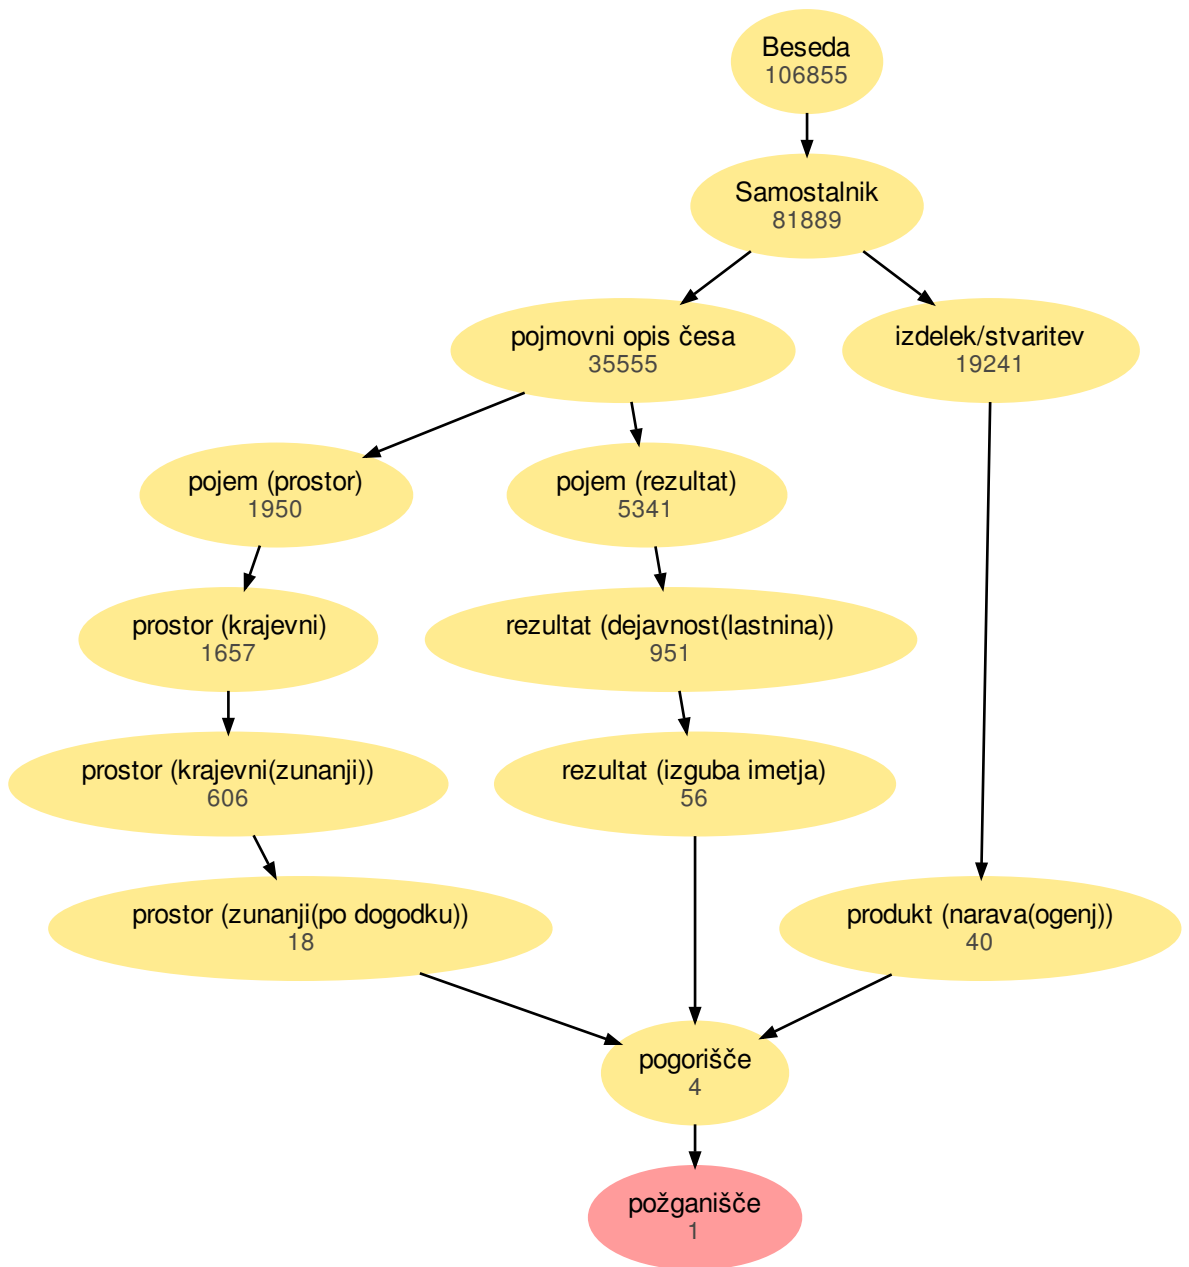 Beseda
106855
Samostalnik
81889
pojmovni opis česa
35555
izdelek/stvaritev
19241
pojem (prostor)
1950
pojem (rezultat)
5341
prostor (krajevni)
1657
rezultat (dejavnost(lastnina))
951
prostor (krajevni(zunanji))
606
rezultat (izguba imetja)
56
prostor (zunanji(po dogodku))
18
produkt (narava(ogenj))
40
pogorišče
4
požganišče
1